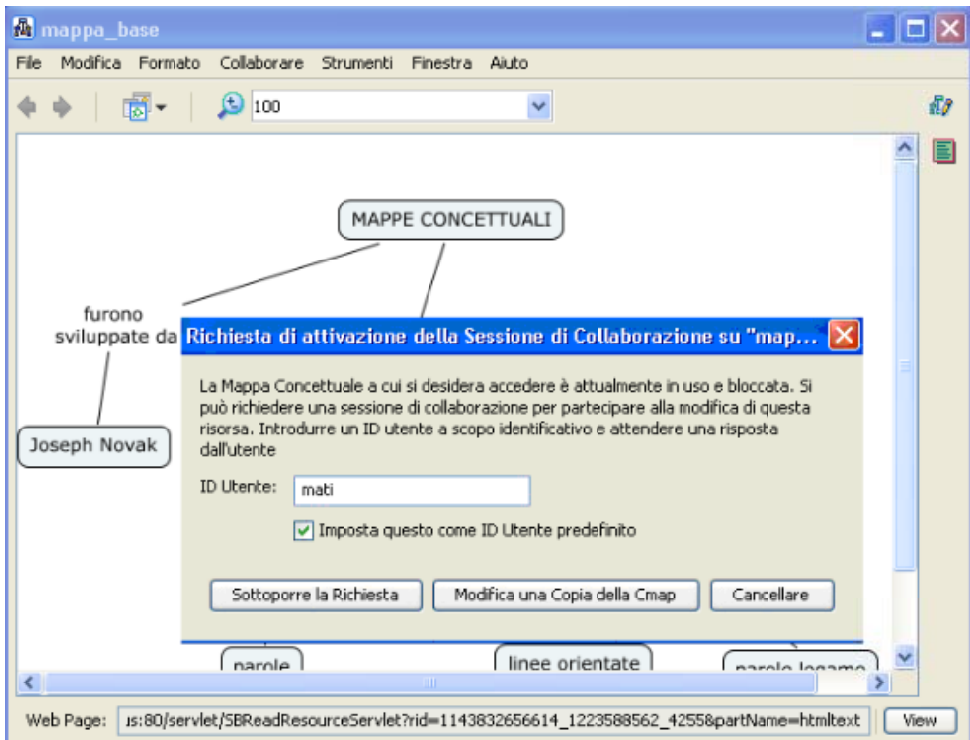 mappa_base
File Modifica Formato Collaborare Strumenti Finestra Aiuto
100
MAPPE CONCETTUALI
furono
sviluppate da
Joseph Novak
Richiesta di attivazione della Sessione di Collaborazione su "map...
La Mappa Concettuale a cui si desidera accedere è attualmente in uso e bloccata. Si
può richiedere una sessione di collaborazione per partecipare alla modifica di questa
risorsa. Introdurre un ID utente a scopo identificativo e attendere una risposta
dall'utente
ID Utente: mati
Imposta questo come ID Utente predefinito
Sottoporre la Richiesta Modifica una Copia della Cmap Cancellare
parole linee orientate parole legame
Web Page: us:80/servlet/SBReadResourceServlet?rid=1143832656614_1223588562_4255&partName=htmltext View